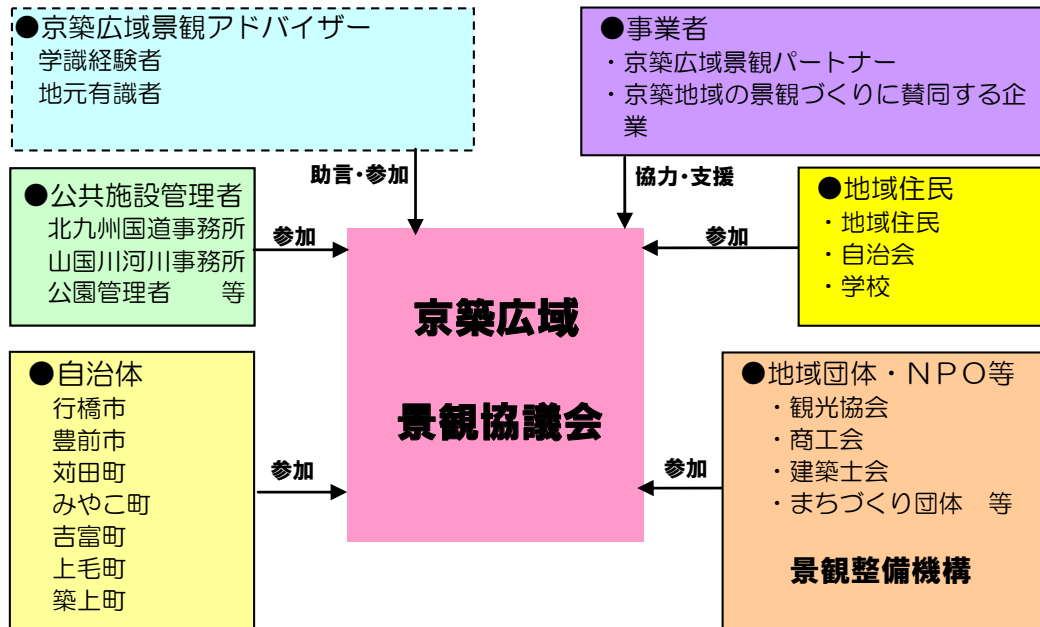 ●京築広域景観アドバイザー
学識経験者
地元有識者
●事業者
・京築広域景観パートナー
・京築地域の景観づくりに賛同する企
業
助言・参加
協力・支援
●公共施設管理者
北九州国道事務所
山国川河川事務所
公園管理者　　等
参加
参加
●地域住民
・地域住民
・自治会
・学校
京築広域
景観協議会
●自治体
行橋市
豊前市
苅田町
みやこ町
吉富町
上毛町
築上町
参加
参加
●地域団体・ＮＰＯ等
・観光協会
・商工会
・建築士会
・まちづくり団体　等
景観整備機構